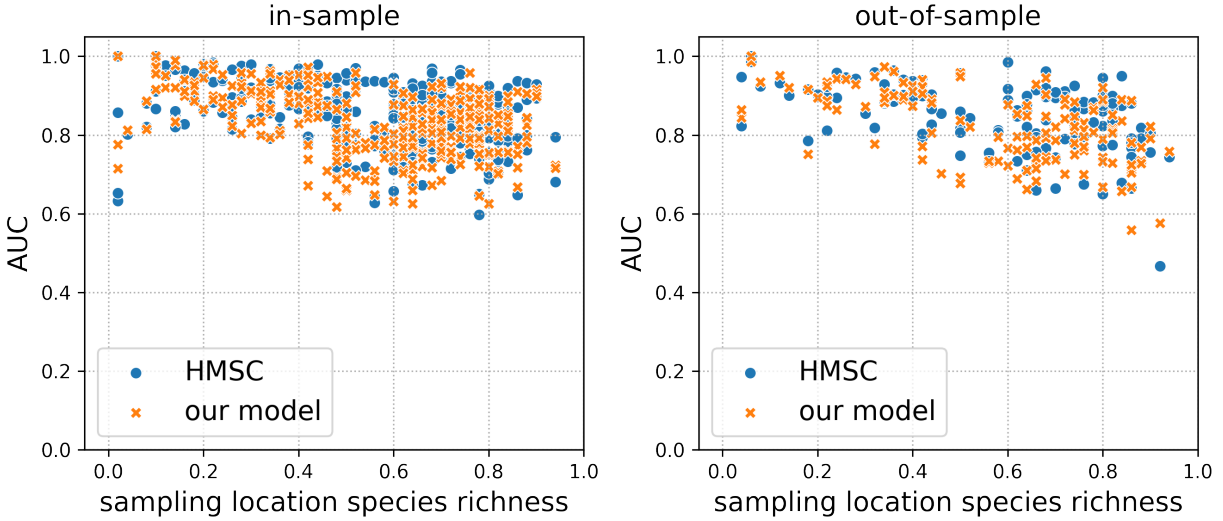 in-sample
1.0
0.8
0.6
0.4
0.2
0.0
AUC
HMSC
our model
0.0 0.2 0.4 0.6 0.8 1.0
sampling location species richness
out-of-sample
1.0
0.8
0.6
0.4
0.2
0.0
AUC
HMSC
our model
0.0 0.2 0.4 0.6 0.8 1.0
sampling location species richness